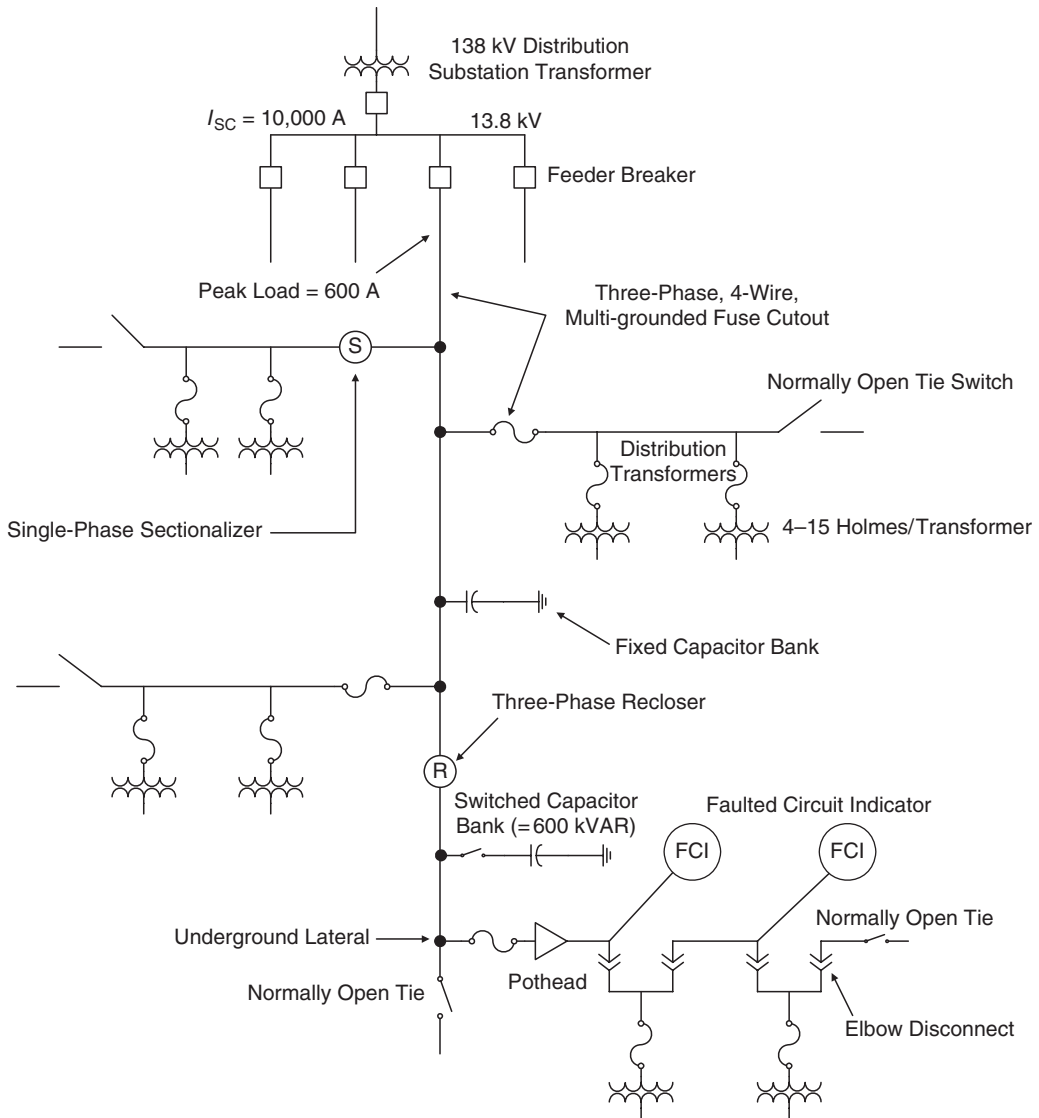 138 kV Distribution
Substation Transformer
I_SC = 10,000 A
13.8 kV
Feeder Breaker
Peak Load = 600 A
Three-Phase, 4-Wire,
Multi-grounded Fuse Cutout
S
Normally Open Tie Switch
Distribution
Transformers
Single-Phase Sectionalizer
4–15 Holmes/Transformer
Fixed Capacitor Bank
Three-Phase Recloser
R
Switched Capacitor
Bank (=600 kVAR)
Faulted Circuit Indicator
FCI
FCI
Normally Open Tie
Underground Lateral
Pothead
Normally Open Tie
Elbow Disconnect